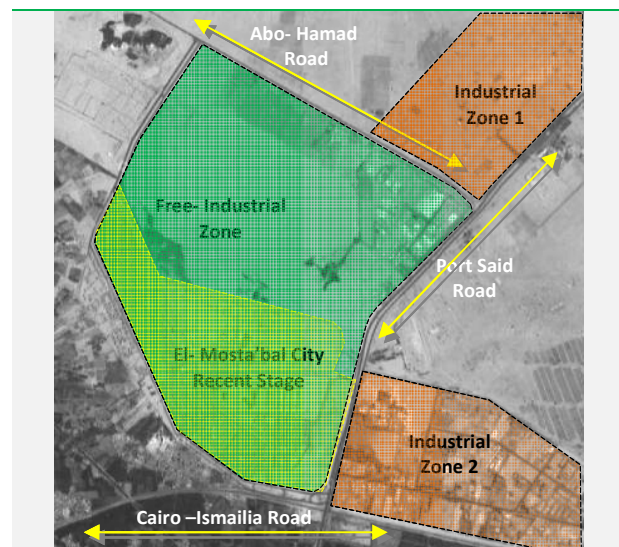 Abo- Hamad
Road
Industrial
Zone 1
Free- Industrial
Zone
Port Said
Road
El- Mosta'bal City
Recent Stage
Industrial
Zone 2
Cairo –Ismailia Road